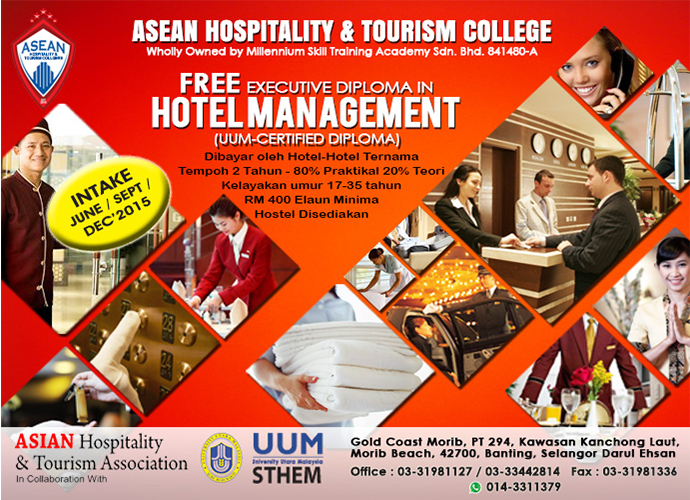 ASEAN
HOSPITALITY &
TOURISM COLLEGE
ASEAN HOSPITALITY & TOURISM COLLEGE
Wholly Owned by Millennium Skill Training Academy Sdn. Bhd. 841480-A
FREE EXECUTIVE DIPLOMA IN
HOTEL MANAGEMENT
(UUM-CERTIFIED DIPLOMA)
Dibayar oleh Hotel-Hotel Ternama
Tempoh 2 Tahun - 80% Praktikal 20% Teori
Kelayakan umur 17-35 tahun
RM 400 Elaun Minima
Hostel Disediakan
INTAKE
JUNE / SEPT /
DEC'2015
ASIAN Hospitality
& Tourism Association
In Collaboration With
UUM
University Utara Malaysia
STHEM
Gold Coast Morib, PT 294, Kawasan Kanchong Laut,
Morib Beach, 42700, Banting, Selangor Darul Ehsan
Office : 03-31981127 / 03-33442814 Fax : 03-31981336
014-3311379